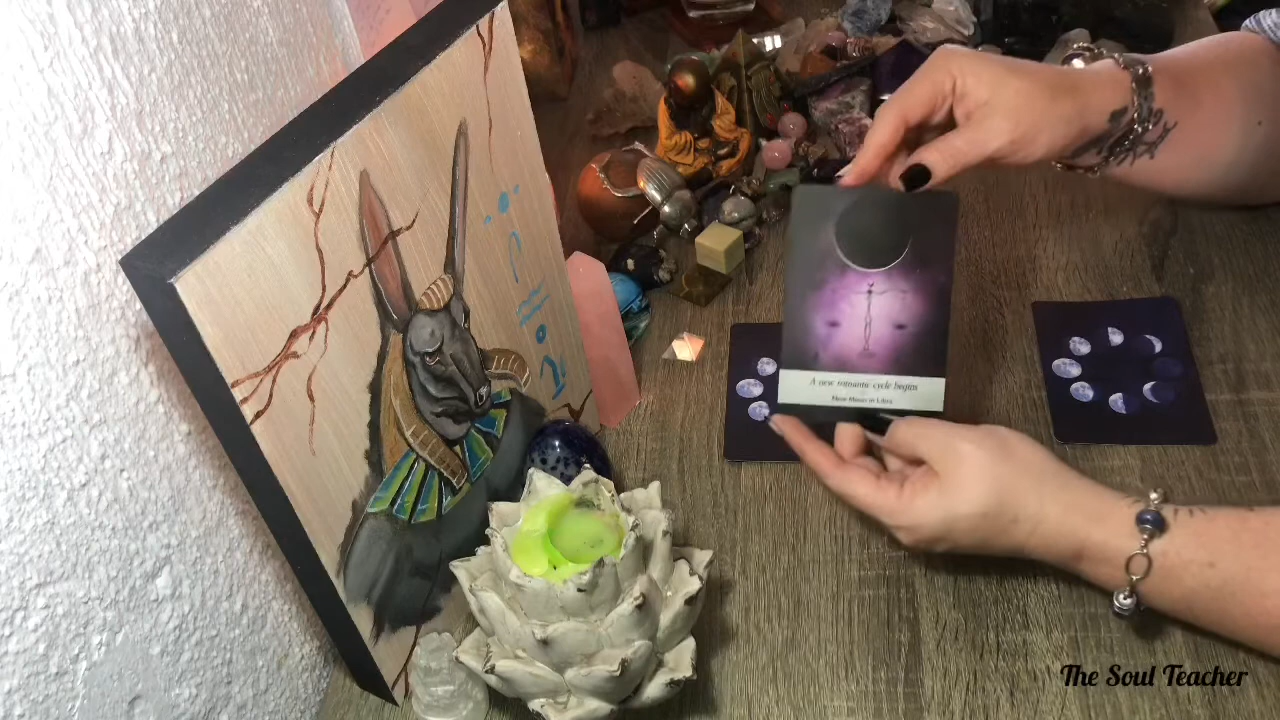 A new romantic cycle begins
New Moon in Libra
The Soul Teacher